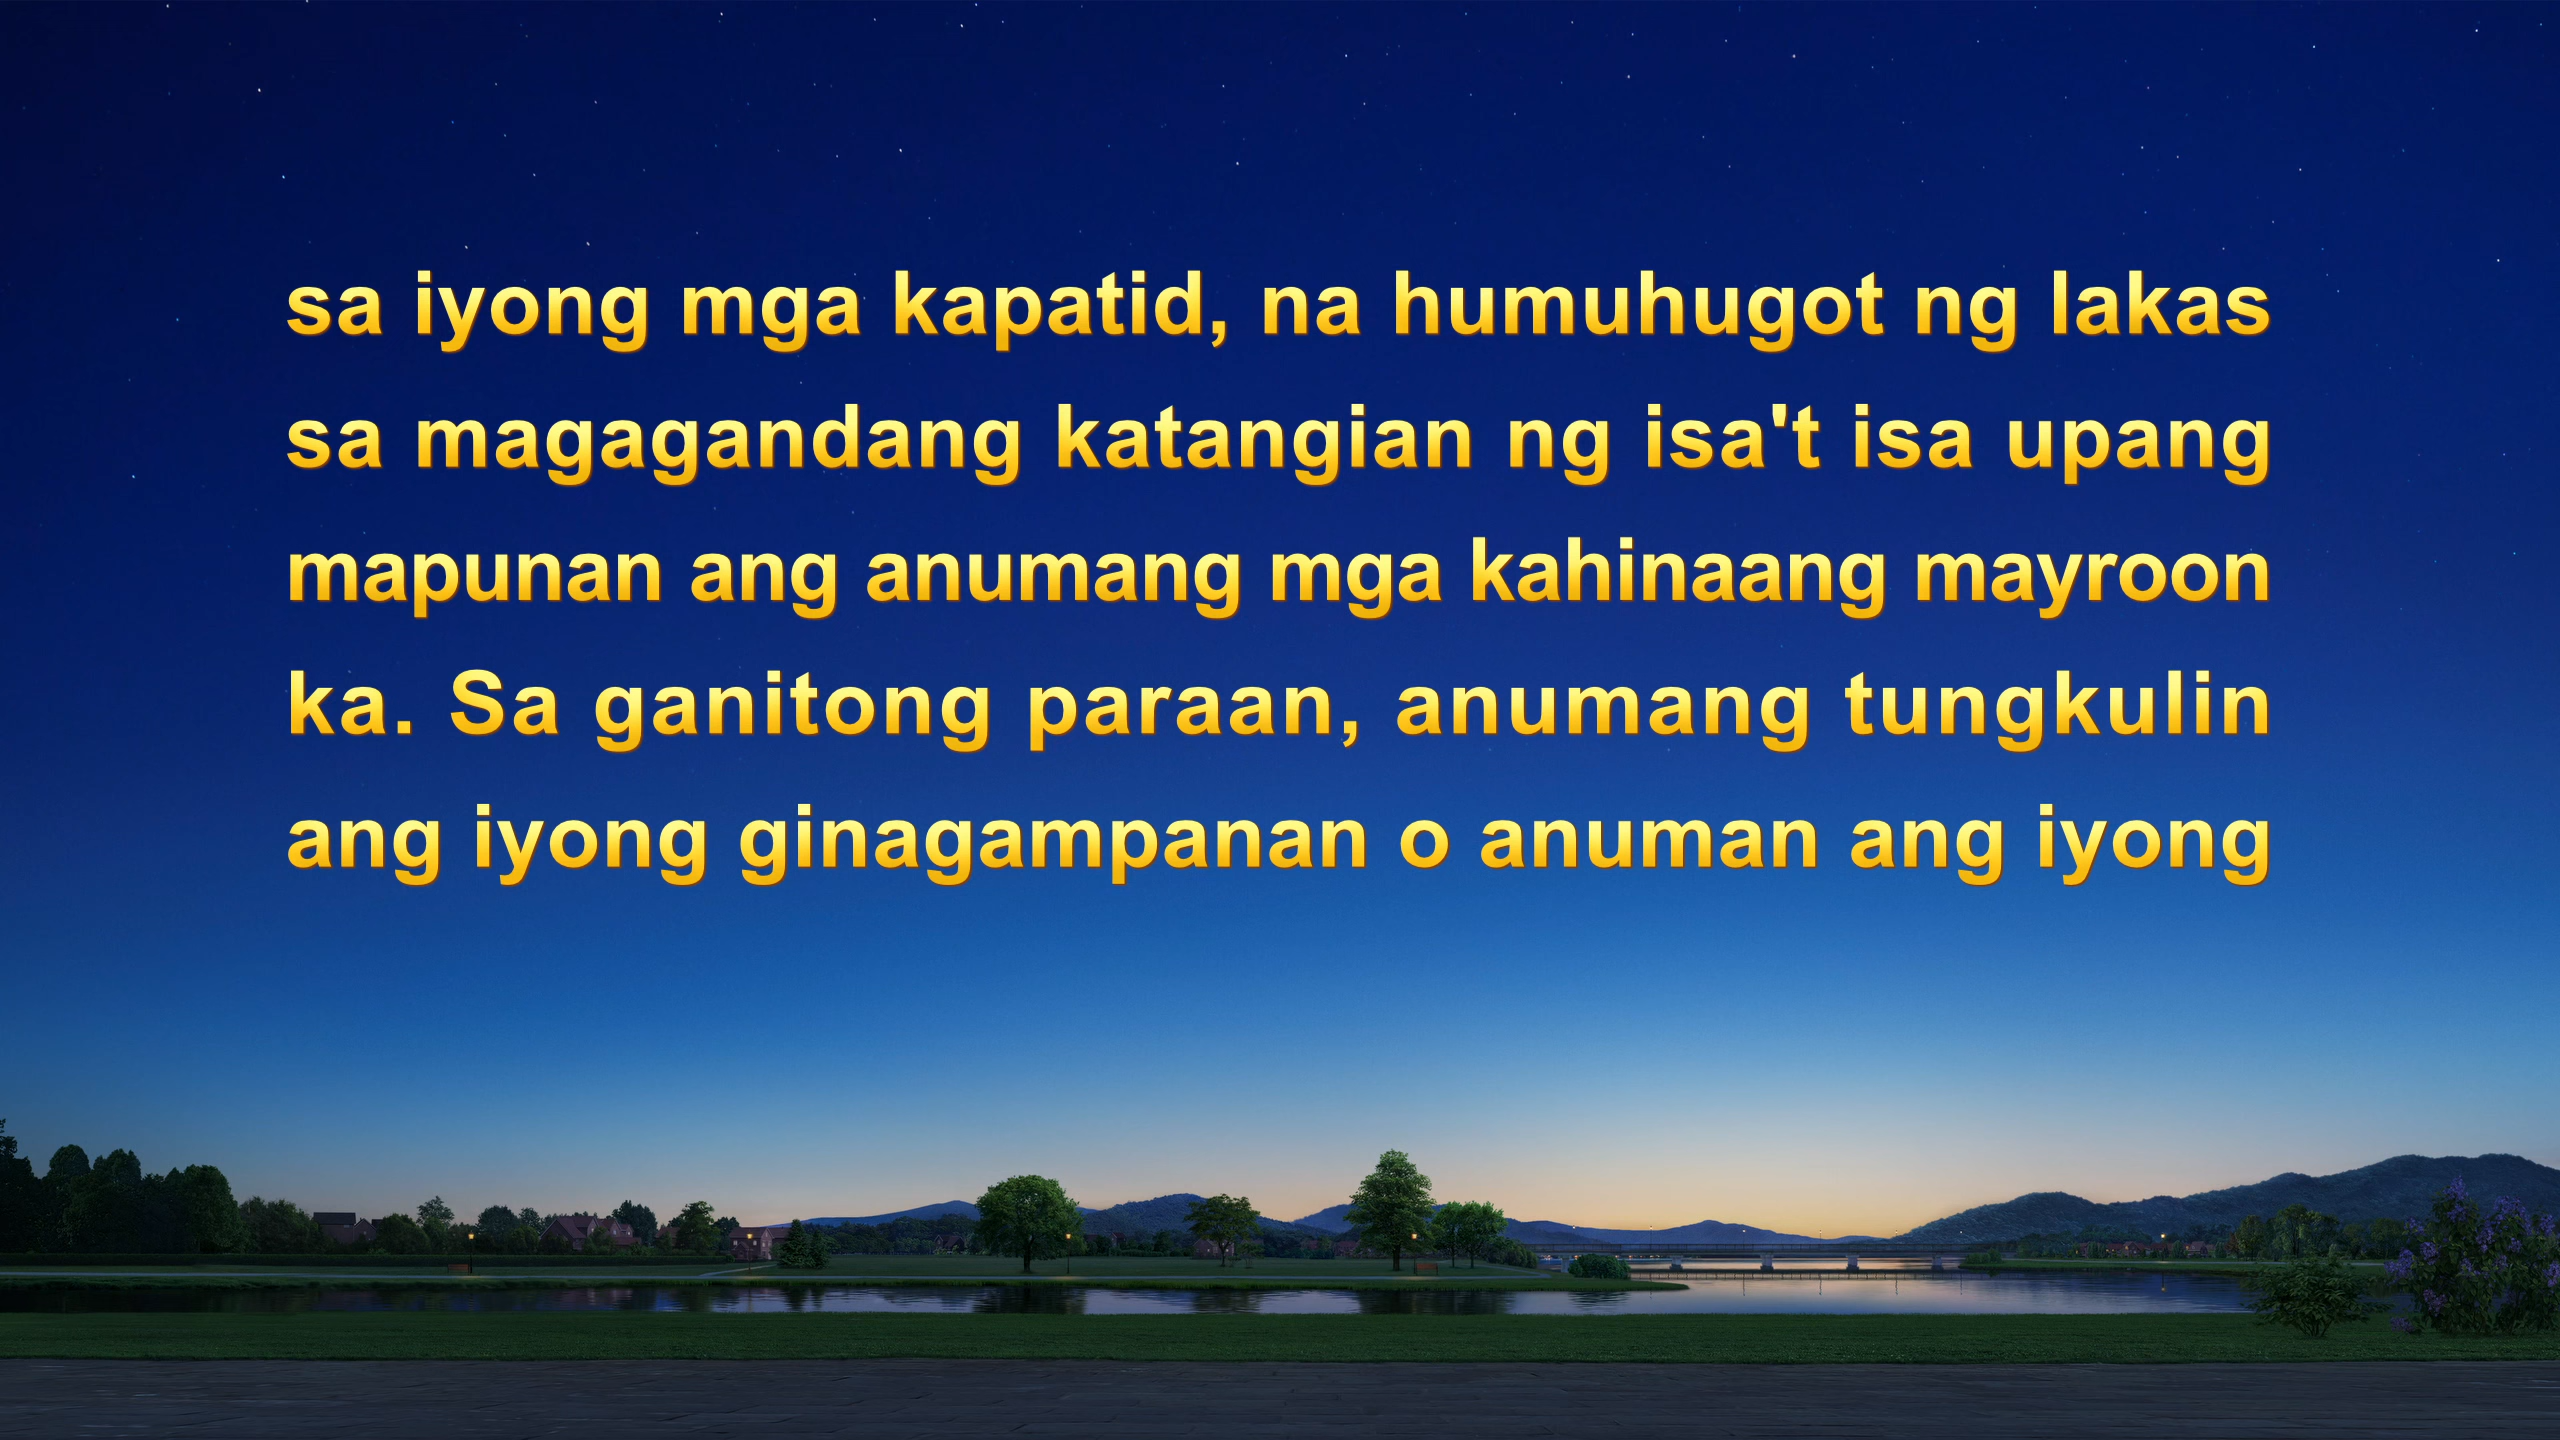 sa iyong mga kapatid, na humuhugot ng lakas
sa magagandang katangian ng isa't isa upang
mapunan ang anumang mga kahinaang mayroon
ka. Sa ganitong paraan, anumang tungkulin
ang iyong ginagampanan o anuman ang iyong